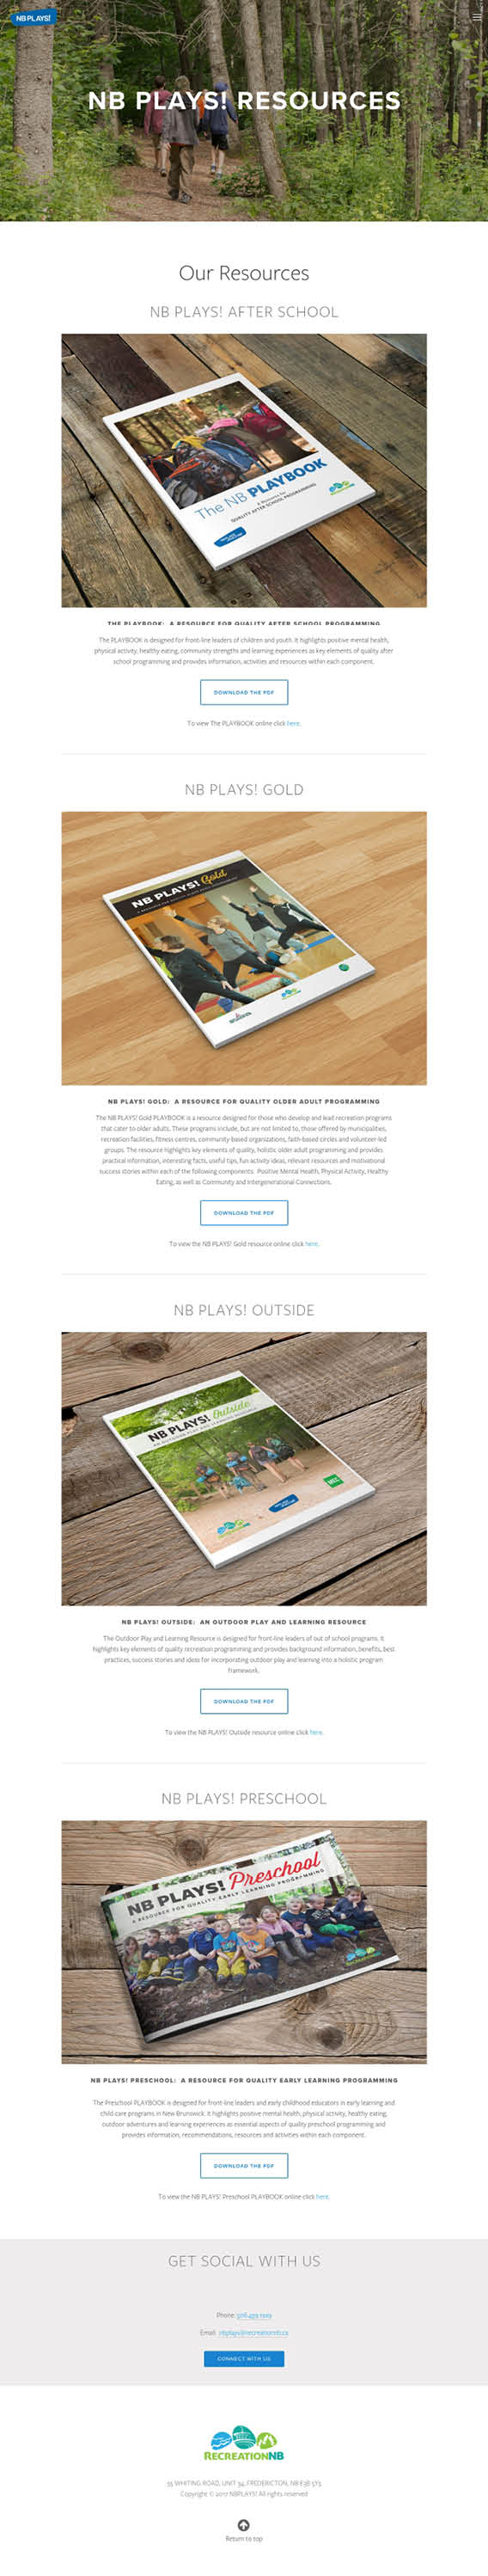 NB PLAYS!
NB PLAYS! RESOURCES
Our Resources
NB PLAYS! AFTER SCHOOL
The NB PLAYBOOK
A Resource for
QUALITY AFTER SCHOOL PROGRAMMING
THE PLAYBOOK: A RESOURCE FOR QUALITY AFTER SCHOOL PROGRAMMING
The PLAYBOOK is designed for front-line leaders of children and youth. It highlights positive mental health,
physical activity, healthy eating, community strengths and learning experiences as key elements of quality after
school programming and provides information, activities and resources within each component.
DOWNLOAD THE PDF
To view The PLAYBOOK online click here.
NB PLAYS! GOLD
NB PLAYS! Gold
NB PLAYS! GOLD: A RESOURCE FOR QUALITY OLDER ADULT PROGRAMMING
The NB PLAYS! Gold PLAYBOOK is a resource designed for those who develop and lead recreation programs
that cater to older adults. These programs include, but are not limited to, those offered by municipalities,
recreation facilities, fitness centres, community based organizations, faith-based circles and volunteer-led
groups. The resource highlights key elements of quality, holistic older adult programming and provides
practical information, interesting facts, useful tips, fun activity ideas, relevant resources and motivational
success stories within each of the following components: Positive Mental Health, Physical Activity, Healthy
Eating, as well as Community and Intergenerational Connections.
DOWNLOAD THE PDF
To view the NB PLAYS! Gold resource online click here.
NB PLAYS! OUTSIDE
NB PLAYS! Outside
AN OUTDOOR PLAY AND LEARNING RESOURCE
NB PLAYS! OUTSIDE: AN OUTDOOR PLAY AND LEARNING RESOURCE
The Outdoor Play and Learning Resource is designed for front-line leaders of out of school programs. It
highlights key elements of quality recreation programming and provides background information, benefits, best
practices, success stories and ideas for incorporating outdoor play and learning into a holistic program
framework.
DOWNLOAD THE PDF
To view the NB PLAYS! Outside resource online click here.
NB PLAYS! PRESCHOOL
NB PLAYS! Preschool
A RESOURCE FOR QUALITY EARLY LEARNING PROGRAMMING
NB PLAYS! PRESCHOOL: A RESOURCE FOR QUALITY EARLY LEARNING PROGRAMMING
The Preschool PLAYBOOK is designed for front-line leaders and early childhood educators in early learning and
child care programs in New Brunswick. It highlights positive mental health, physical activity, healthy eating,
outdoor adventures and learning experiences as essential aspects of quality preschool programming and
provides information, recommendations, resources and activities within each component.
DOWNLOAD THE PDF
To view the NB PLAYS! Preschool PLAYBOOK online click here.
GET SOCIAL WITH US
Phone:
Email: nbplays@recreationnb.ca
CONNECT WITH US
RECREATIONNB
55 WHITING ROAD, UNIT 34, FREDERICTON, NB E3B 5Y5
Copyright © 2017 NBPLAYS! All rights reserved
Return to top